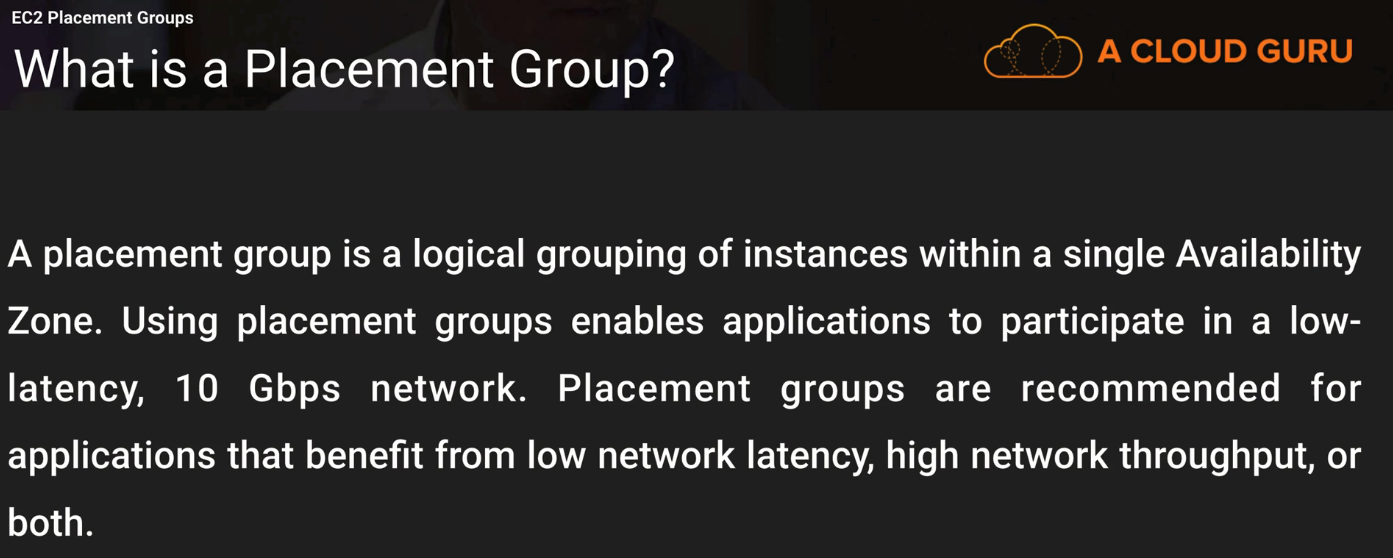 EC2 Placement Groups
What is a Placement Group?
A CLOUD GURU
A placement group is a logical grouping of instances within a single Availability
Zone. Using placement groups enables applications to participate in a low-
latency, 10 Gbps network. Placement groups are recommended for
applications that benefit from low network latency, high network throughput, or
both.